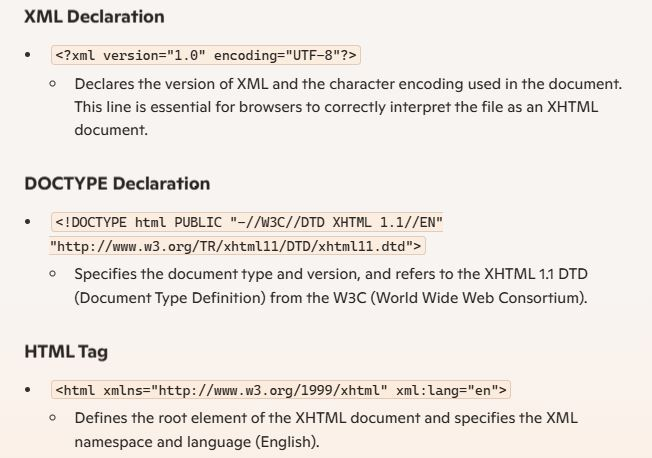 XML Declaration
<?xml version="1.0" encoding="UTF-8"?>
Declares the version of XML and the character encoding used in the document.
This line is essential for browsers to correctly interpret the file as an XHTML
document.
DOCTYPE Declaration
<!DOCTYPE html PUBLIC "-//W3C//DTD XHTML 1.1//EN"
"http://www.w3.org/TR/xhtml11/DTD/xhtml11.dtd">
Specifies the document type and version, and refers to the XHTML 1.1 DTD
(Document Type Definition) from the W3C (World Wide Web Consortium).
HTML Tag
<html xmlns="http://www.w3.org/1999/xhtml" xml:lang="en">
Defines the root element of the XHTML document and specifies the XML
namespace and language (English).